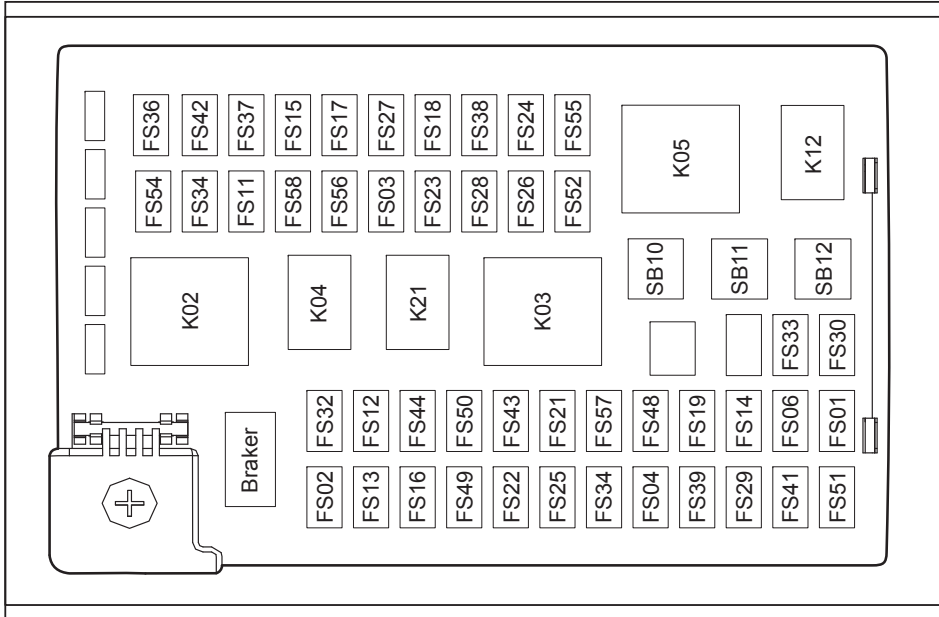 FS36 FS42 FS37 FS15 FS17 FS27 FS18 FS38 FS24 FS55
FS54 FS34 FS11 FS58 FS56 FS03 FS23 FS28 FS26 FS52
K05 K12
SB10 SB11 SB12
K02 K04 K21 K03
FS33 FS30
FS32 FS12 FS44 FS50 FS43 FS21 FS57 FS48 FS19 FS14 FS06 FS01
Braker
FS02 FS13 FS16 FS49 FS22 FS25 FS34 FS04 FS39 FS29 FS41 FS51